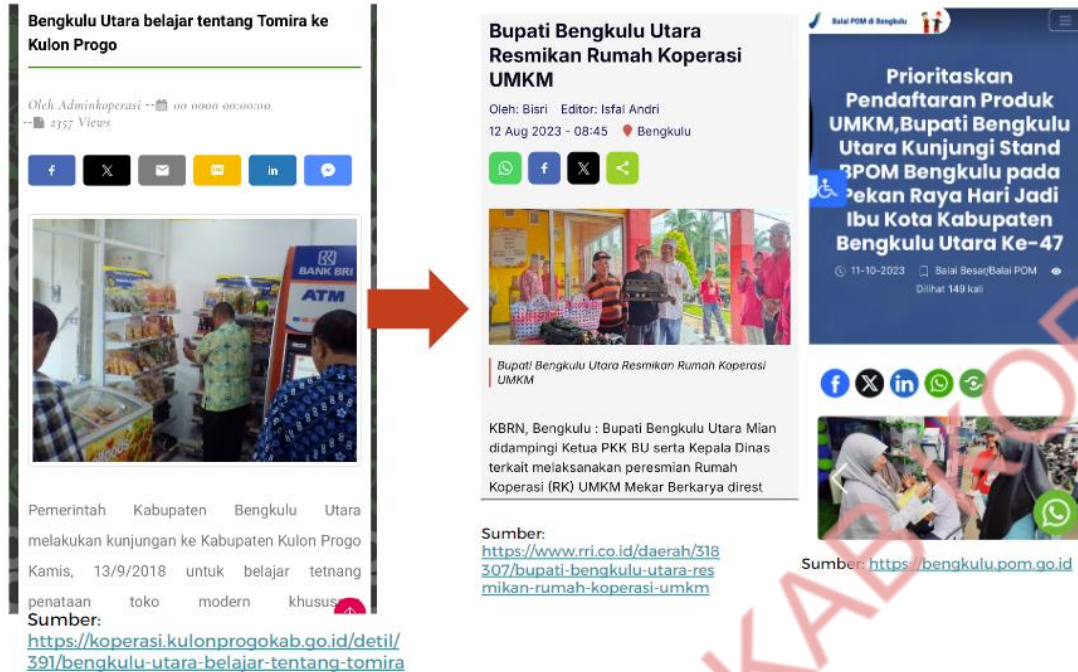 Bengkulu Utara belajar tentang Tomira ke
Kulon Progo
Oleh Adminkoperasi -- 00 0000 00:00:00
-- 2357 Views
BANK BRI
ATM
Pemerintah Kabupaten Bengkulu Utara
melakukan kunjungan ke Kabupaten Kulon Progo
Kamis, 13/9/2018 untuk belajar tetnang
penataan toko modern khusus
Sumber:
https://koperasi.kulonprogokab.go.id/detil/
391/bengkulu-utara-belajar-tentang-tomira
Bupati Bengkulu Utara
Resmikan Rumah Koperasi
UMKM
Oleh: Bisri Editor: Isfal Andri
12 Aug 2023 - 08:45 Bengkulu
Bupati Bengkulu Utara Resmikan Rumah Koperasi
UMKM
KBRN, Bengkulu : Bupati Bengkulu Utara Mian
didampingi Ketua PKK BU serta Kepala Dinas
terkait melaksanakan peresmian Rumah
Koperasi (RK) UMKM Mekar Berkarya direst
Sumber:
https://www.rri.co.id/daerah/318
307/bupati-bengkulu-utara-res
mikan-rumah-koperasi-umkm
Balai POM di Bengkulu
Prioritaskan
Pendaftaran Produk
UMKM,Bupati Bengkulu
Utara Kunjungi Stand
BPOM Bengkulu pada
Pekan Raya Hari Jadi
Ibu Kota Kabupaten
Bengkulu Utara Ke-47
11-10-2023 Balai Besar/Balai POM
Dilihat 149 kali
Sumber: https://bengkulu.pom.go.id
KAB KO